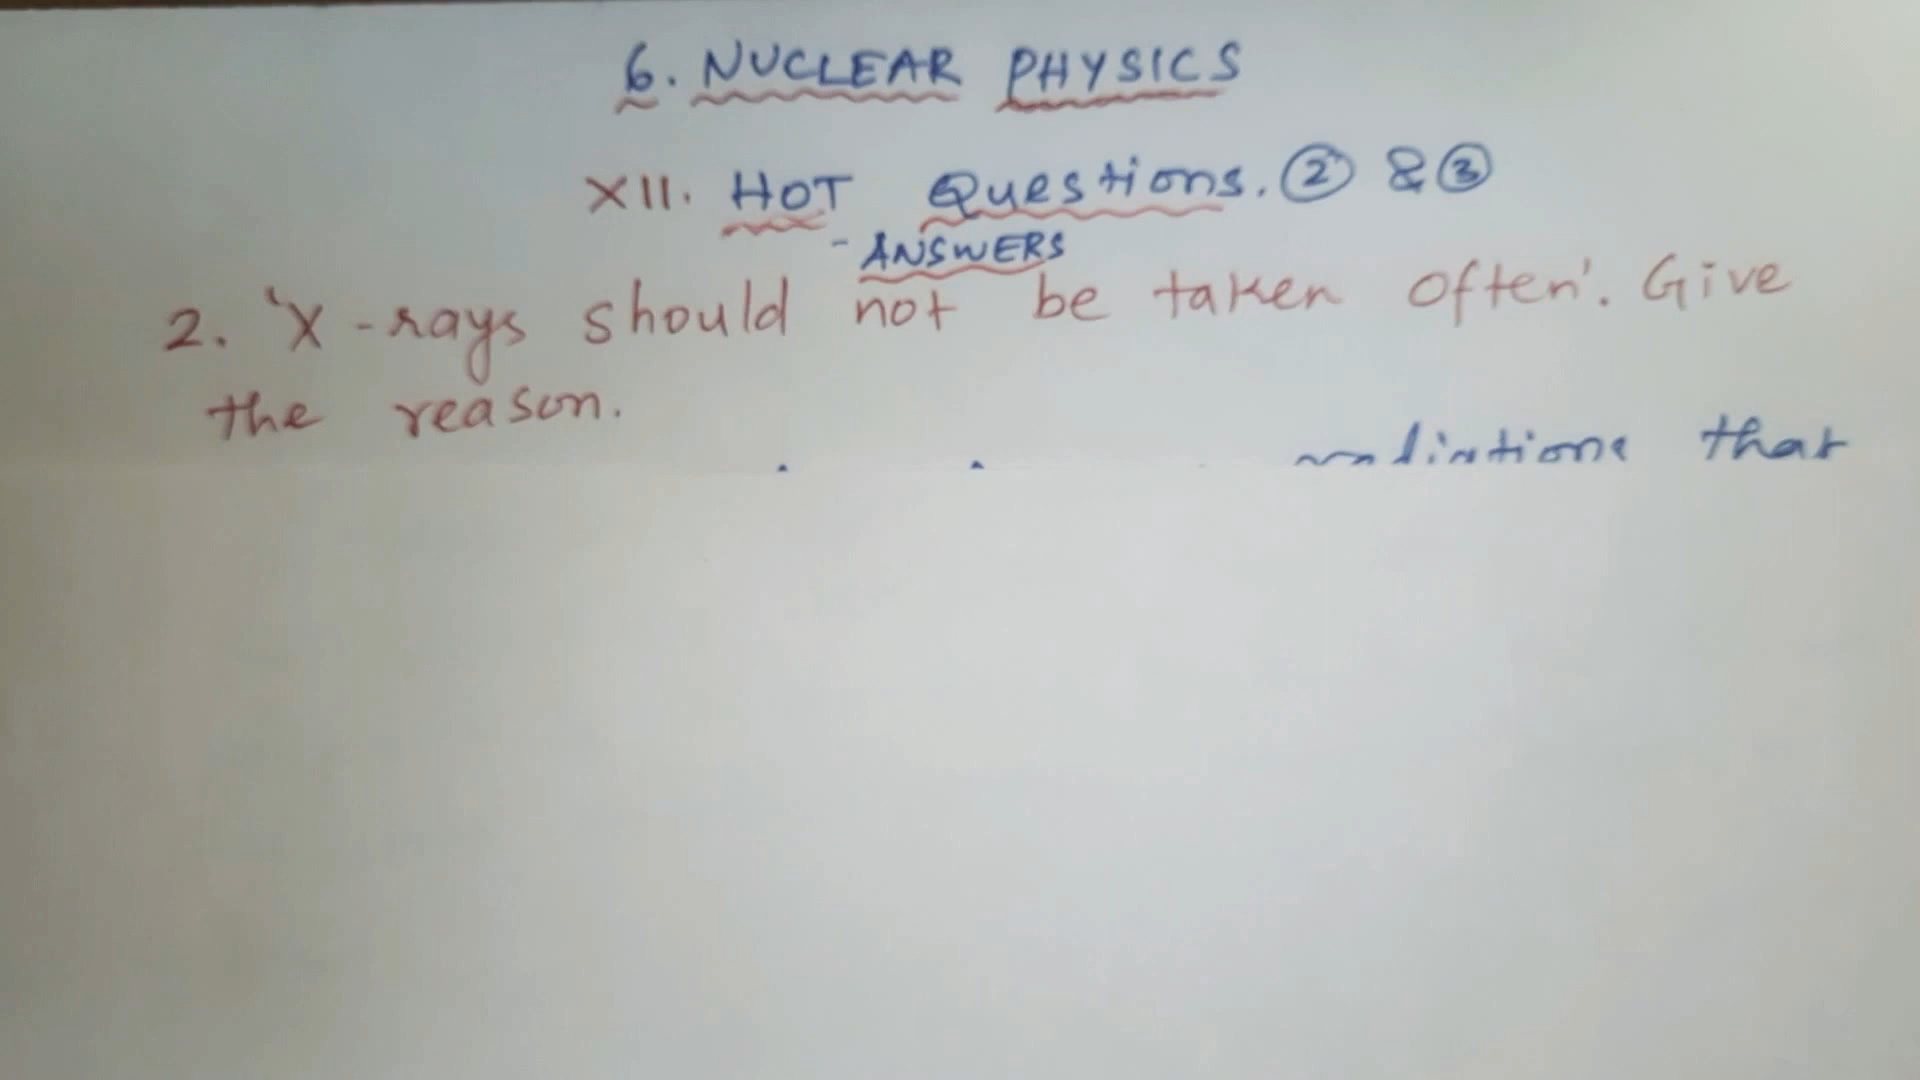 6. NUCLEAR PHYSICS
XII. HOT Questions. ② & ③
- ANSWERS
2. 'X-rays should not be taken often'. Give
the reason.
radiations that